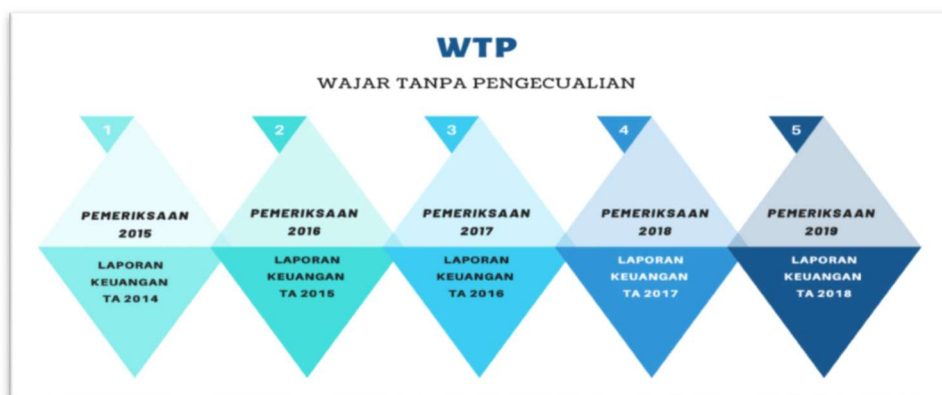 WTP
WAJAR TANPA PENGECUALIAN
1
PEMERIKSAAN
2015
LAPORAN
KEUANGAN
TA 2014
2
PEMERIKSAAN
2016
LAPORAN
KEUANGAN
TA 2015
3
PEMERIKSAAN
2017
LAPORAN
KEUANGAN
TA 2016
4
PEMERIKSAAN
2018
LAPORAN
KEUANGAN
TA 2017
5
PEMERIKSAAN
2019
LAPORAN
KEUANGAN
TA 2018